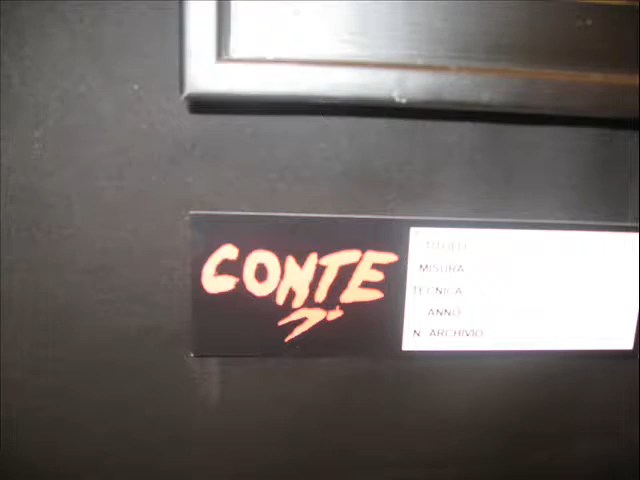 CONTE
TITOLO
MISURA
TECNICA
ANNO
N. ARCHIVIO